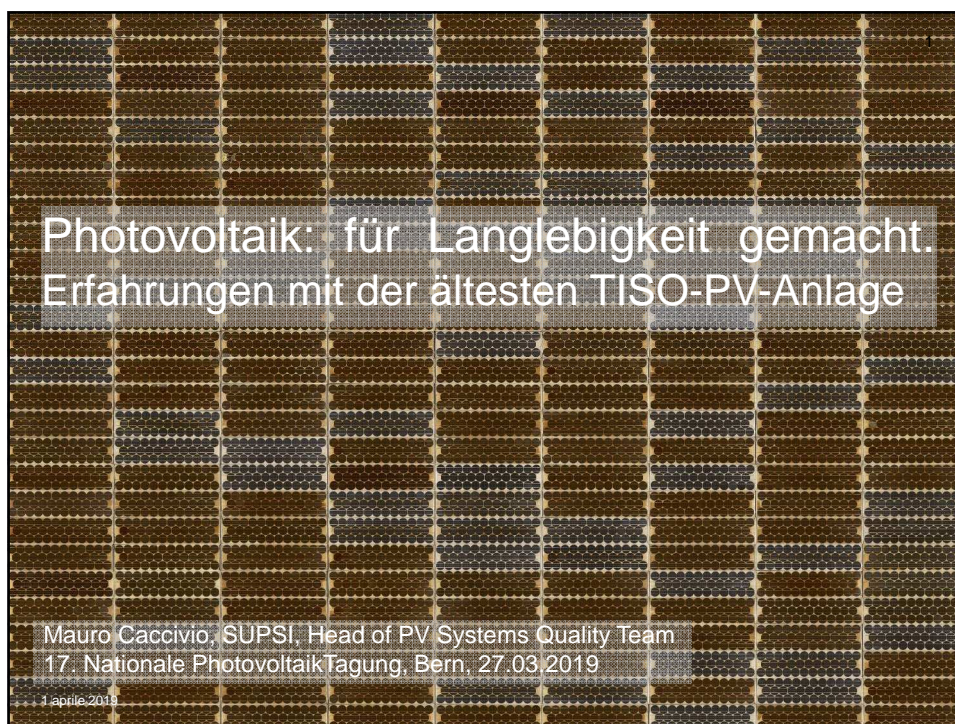 1
Photovoltaik: für Langlebigkeit gemacht.
Erfahrungen mit der ältesten TISO-PV-Anlage
Mauro Caccivio, SUPSI, Head of PV Systems Quality Team
17. Nationale PhotovoltaikTagung, Bern, 27.03.2019
1 aprile 2019